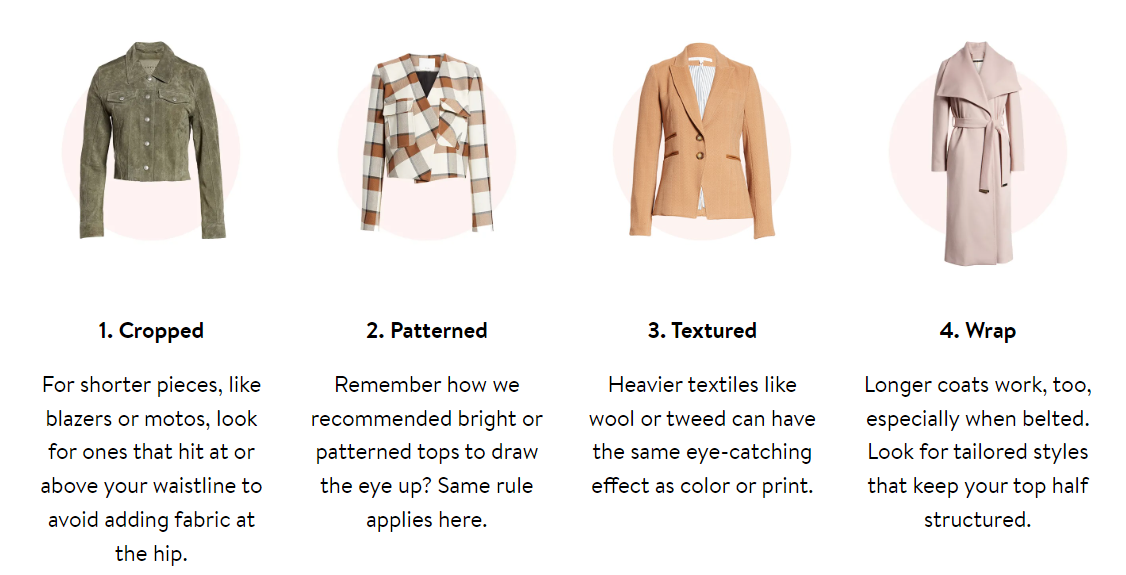 1. Cropped
For shorter pieces, like
blazers or motos, look
for ones that hit at or
above your waistline to
avoid adding fabric at
the hip.
2. Patterned
Remember how we
recommended bright or
patterned tops to draw
the eye up? Same rule
applies here.
3. Textured
Heavier textiles like
wool or tweed can have
the same eye-catching
effect as color or print.
4. Wrap
Longer coats work, too,
especially when belted.
Look for tailored styles
that keep your top half
structured.